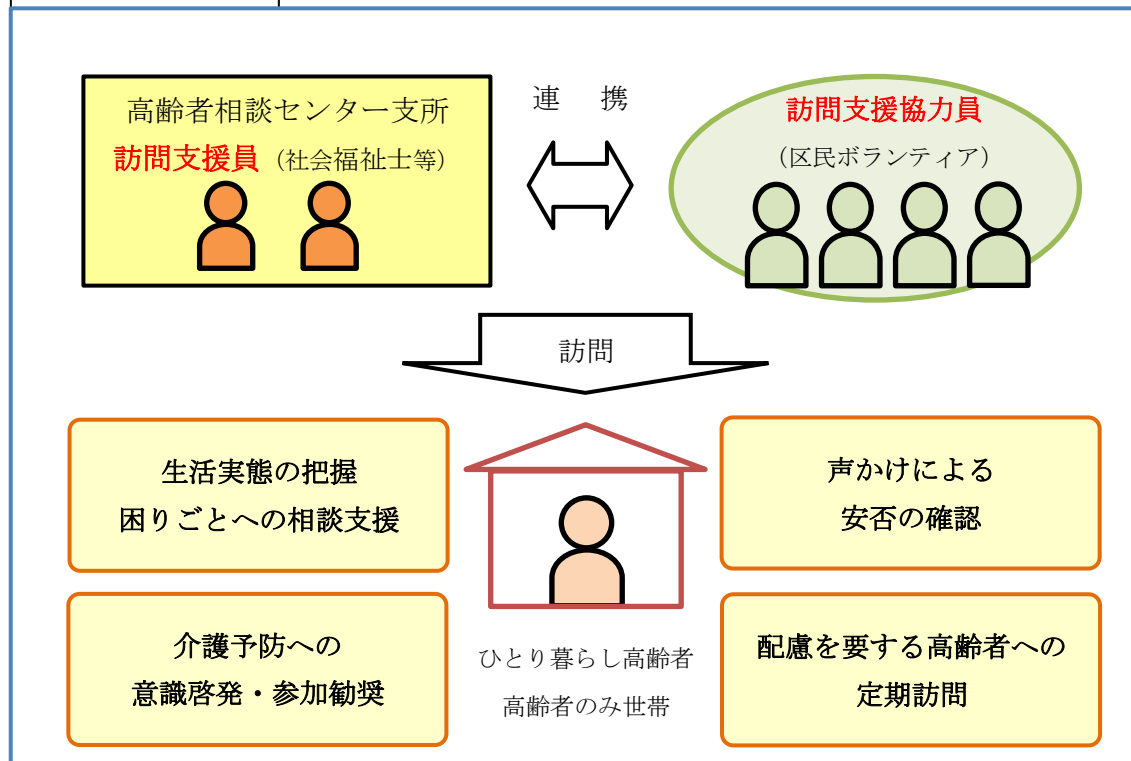 高齢者相談センター支所
訪問支援員（社会福祉士等）
連　携
訪問支援協力員
（区民ボランティア）
訪問
生活実態の把握
困りごとへの相談支援
声かけによる
安否の確認
介護予防への
意識啓発・参加勧奨
ひとり暮らし高齢者
高齢者のみ世帯
配慮を要する高齢者への
定期訪問